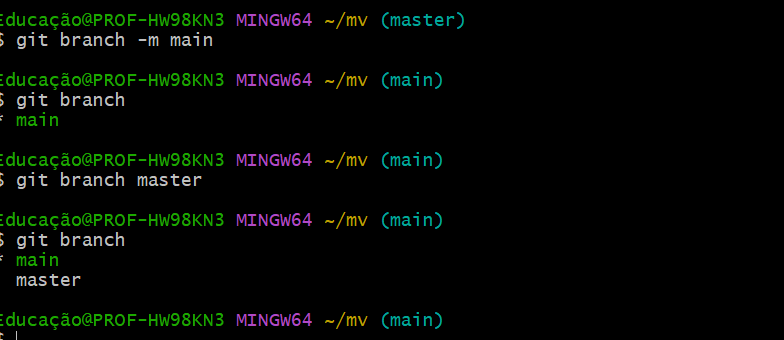 Educação@PROF-HW98KN3 MINGW64 ~/mv (master)
$ git branch -m main
Educação@PROF-HW98KN3 MINGW64 ~/mv (main)
$ git branch
* main
Educação@PROF-HW98KN3 MINGW64 ~/mv (main)
$ git branch master
Educação@PROF-HW98KN3 MINGW64 ~/mv (main)
$ git branch
* main
master
Educação@PROF-HW98KN3 MINGW64 ~/mv (main)
$